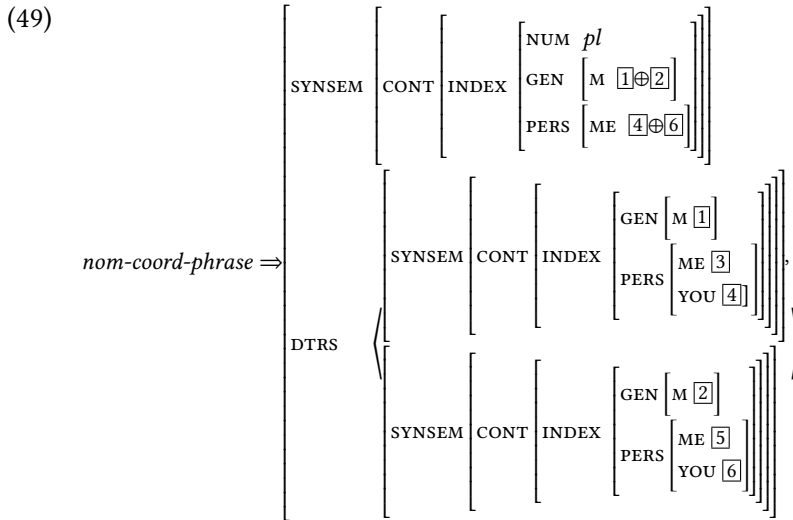 (49)
NUM pl
SYNSEM CONT INDEX GEN [M 1⊕2]
PERS [ME 4⊕6]
nom-coord-phrase ⇒
GEN [M 1]
SYNSEM CONT INDEX ME 3 ,
PERS YOU 4]
DTRS ⟨ ⟩
GEN [M 2]
SYNSEM CONT INDEX ME 5
PERS YOU 6